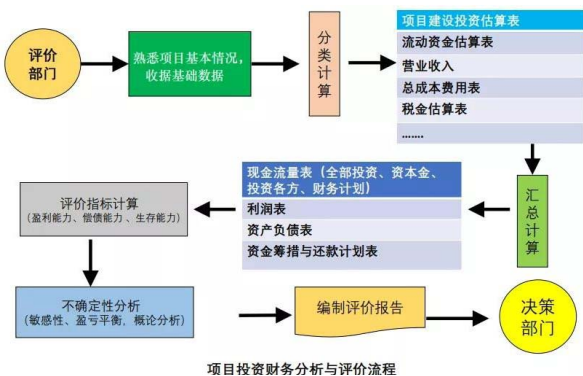 评价
部门
熟悉项目基本情况，
收据基础数据
分
类
计
算
项目建设投资估算表
流动资金估算表
营业收入
总成本费用表
税金估算表
.......
汇
总
计
算
现金流量表（全部投资、资本金、
投资各方、财务计划）
利润表
资产负债表
资金筹措与还款计划表
评价指标计算
（盈利能力、偿债能力、生存能力）
不确定性分析
（敏感性、盈亏平衡，概论分析）
编制评价报告
决策
部门
项目投资财务分析与评价流程